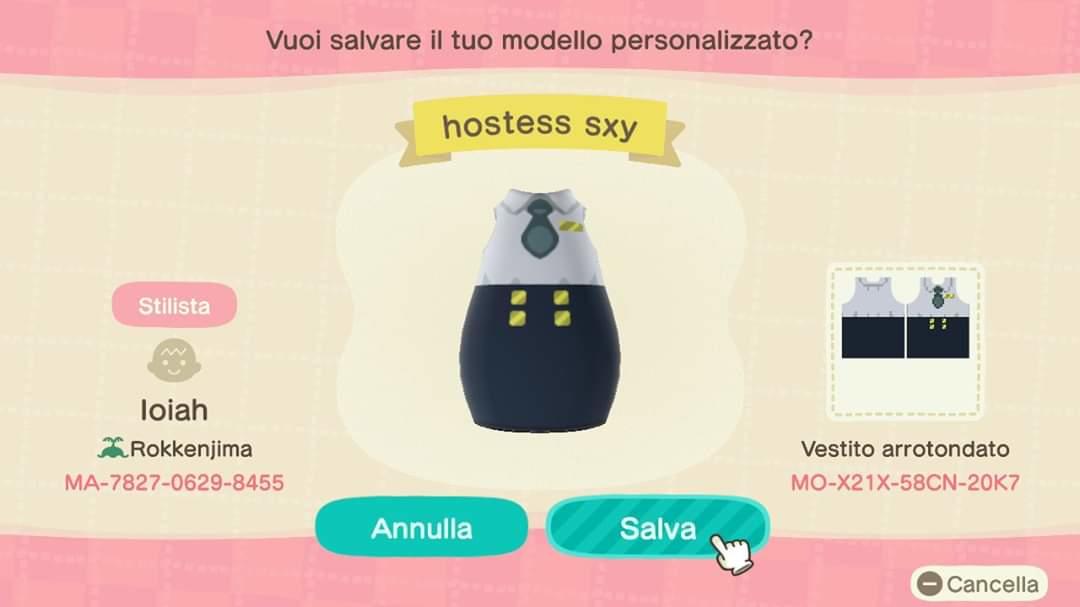 Vuoi salvare il tuo modello personalizzato?
hostess sxy
Stilista
Ioiah
Rokkenjima
MA-7827-0629-8455
Vestito arrotondato
MO-X21X-58CN-20K7
Annulla
Salva
Cancella